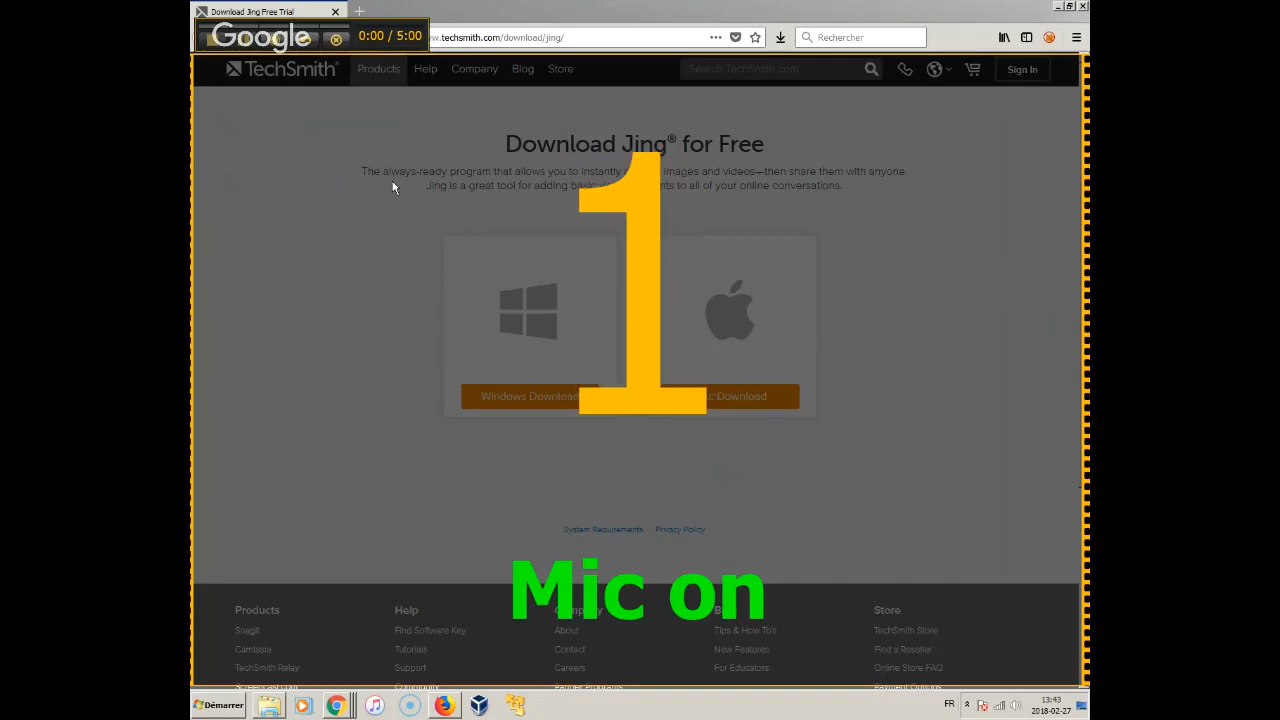 Download Jing Free Trial
Google
0:00 / 5:00
w.techsmith.com/download/jing/
Rechercher
TechSmith®
Products
Help
Company
Blog
Store
Search TechSmith.com
Sign In
Download Jing® for Free
The always-ready program that allows you to instantly images and videos—then share them with anyone.
Jing is a great tool for adding to all of your online conversations.
1
Windows Download
Download
System Requirements
Privacy Policy
Mic on
Products
Help
Store
Snagit
Find Software Key
About
Tips & How To's
TechSmith Store
Camtasia
Tutorials
Contact
New Features
Find a Reseller
TechSmith Relay
Support
Careers
For Educators
Online Store FAQ
Démarrer
FR
13:43
2018-02-27